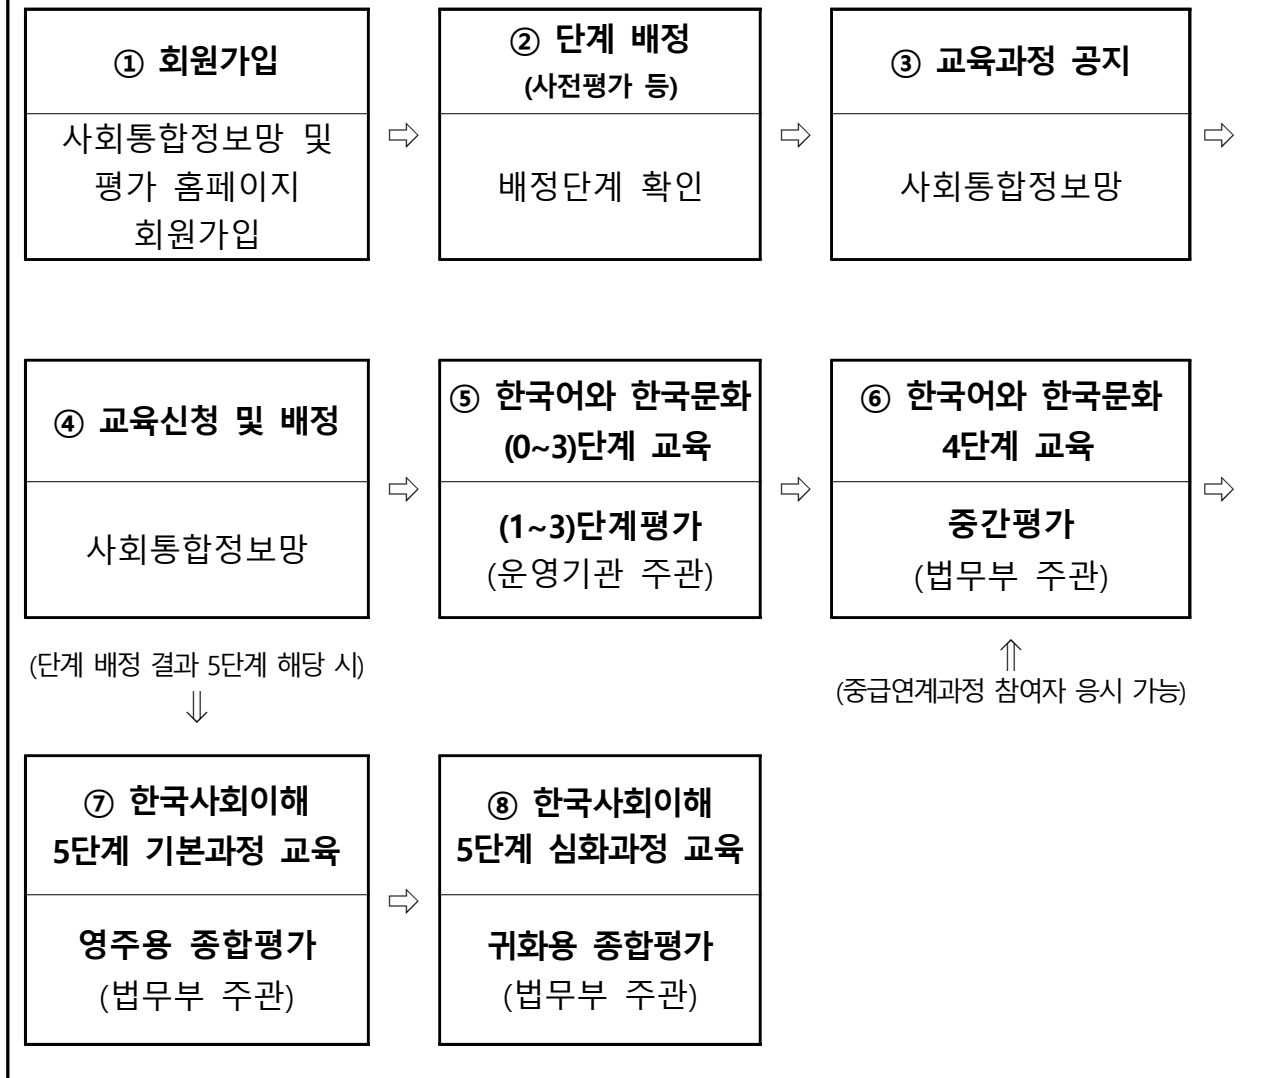 ① 회원가입
사회통합정보망 및
평가 홈페이지
회원가입
⇨
② 단계 배정
(사전평가 등)
배정단계 확인
⇨
③ 교육과정 공지
사회통합정보망
⇨
④ 교육신청 및 배정
사회통합정보망
⇨
⑤ 한국어와 한국문화
(0~3)단계 교육
(1~3)단계평가
(운영기관 주관)
⇨
⑥ 한국어와 한국문화
4단계 교육
중간평가
(법무부 주관)
⇨
(단계 배정 결과 5단계 해당 시)
⇓
⇑
(중급연계과정 참여자 응시 가능)
⑦ 한국사회이해
5단계 기본과정 교육
영주용 종합평가
(법무부 주관)
⇨
⑧ 한국사회이해
5단계 심화과정 교육
귀화용 종합평가
(법무부 주관)